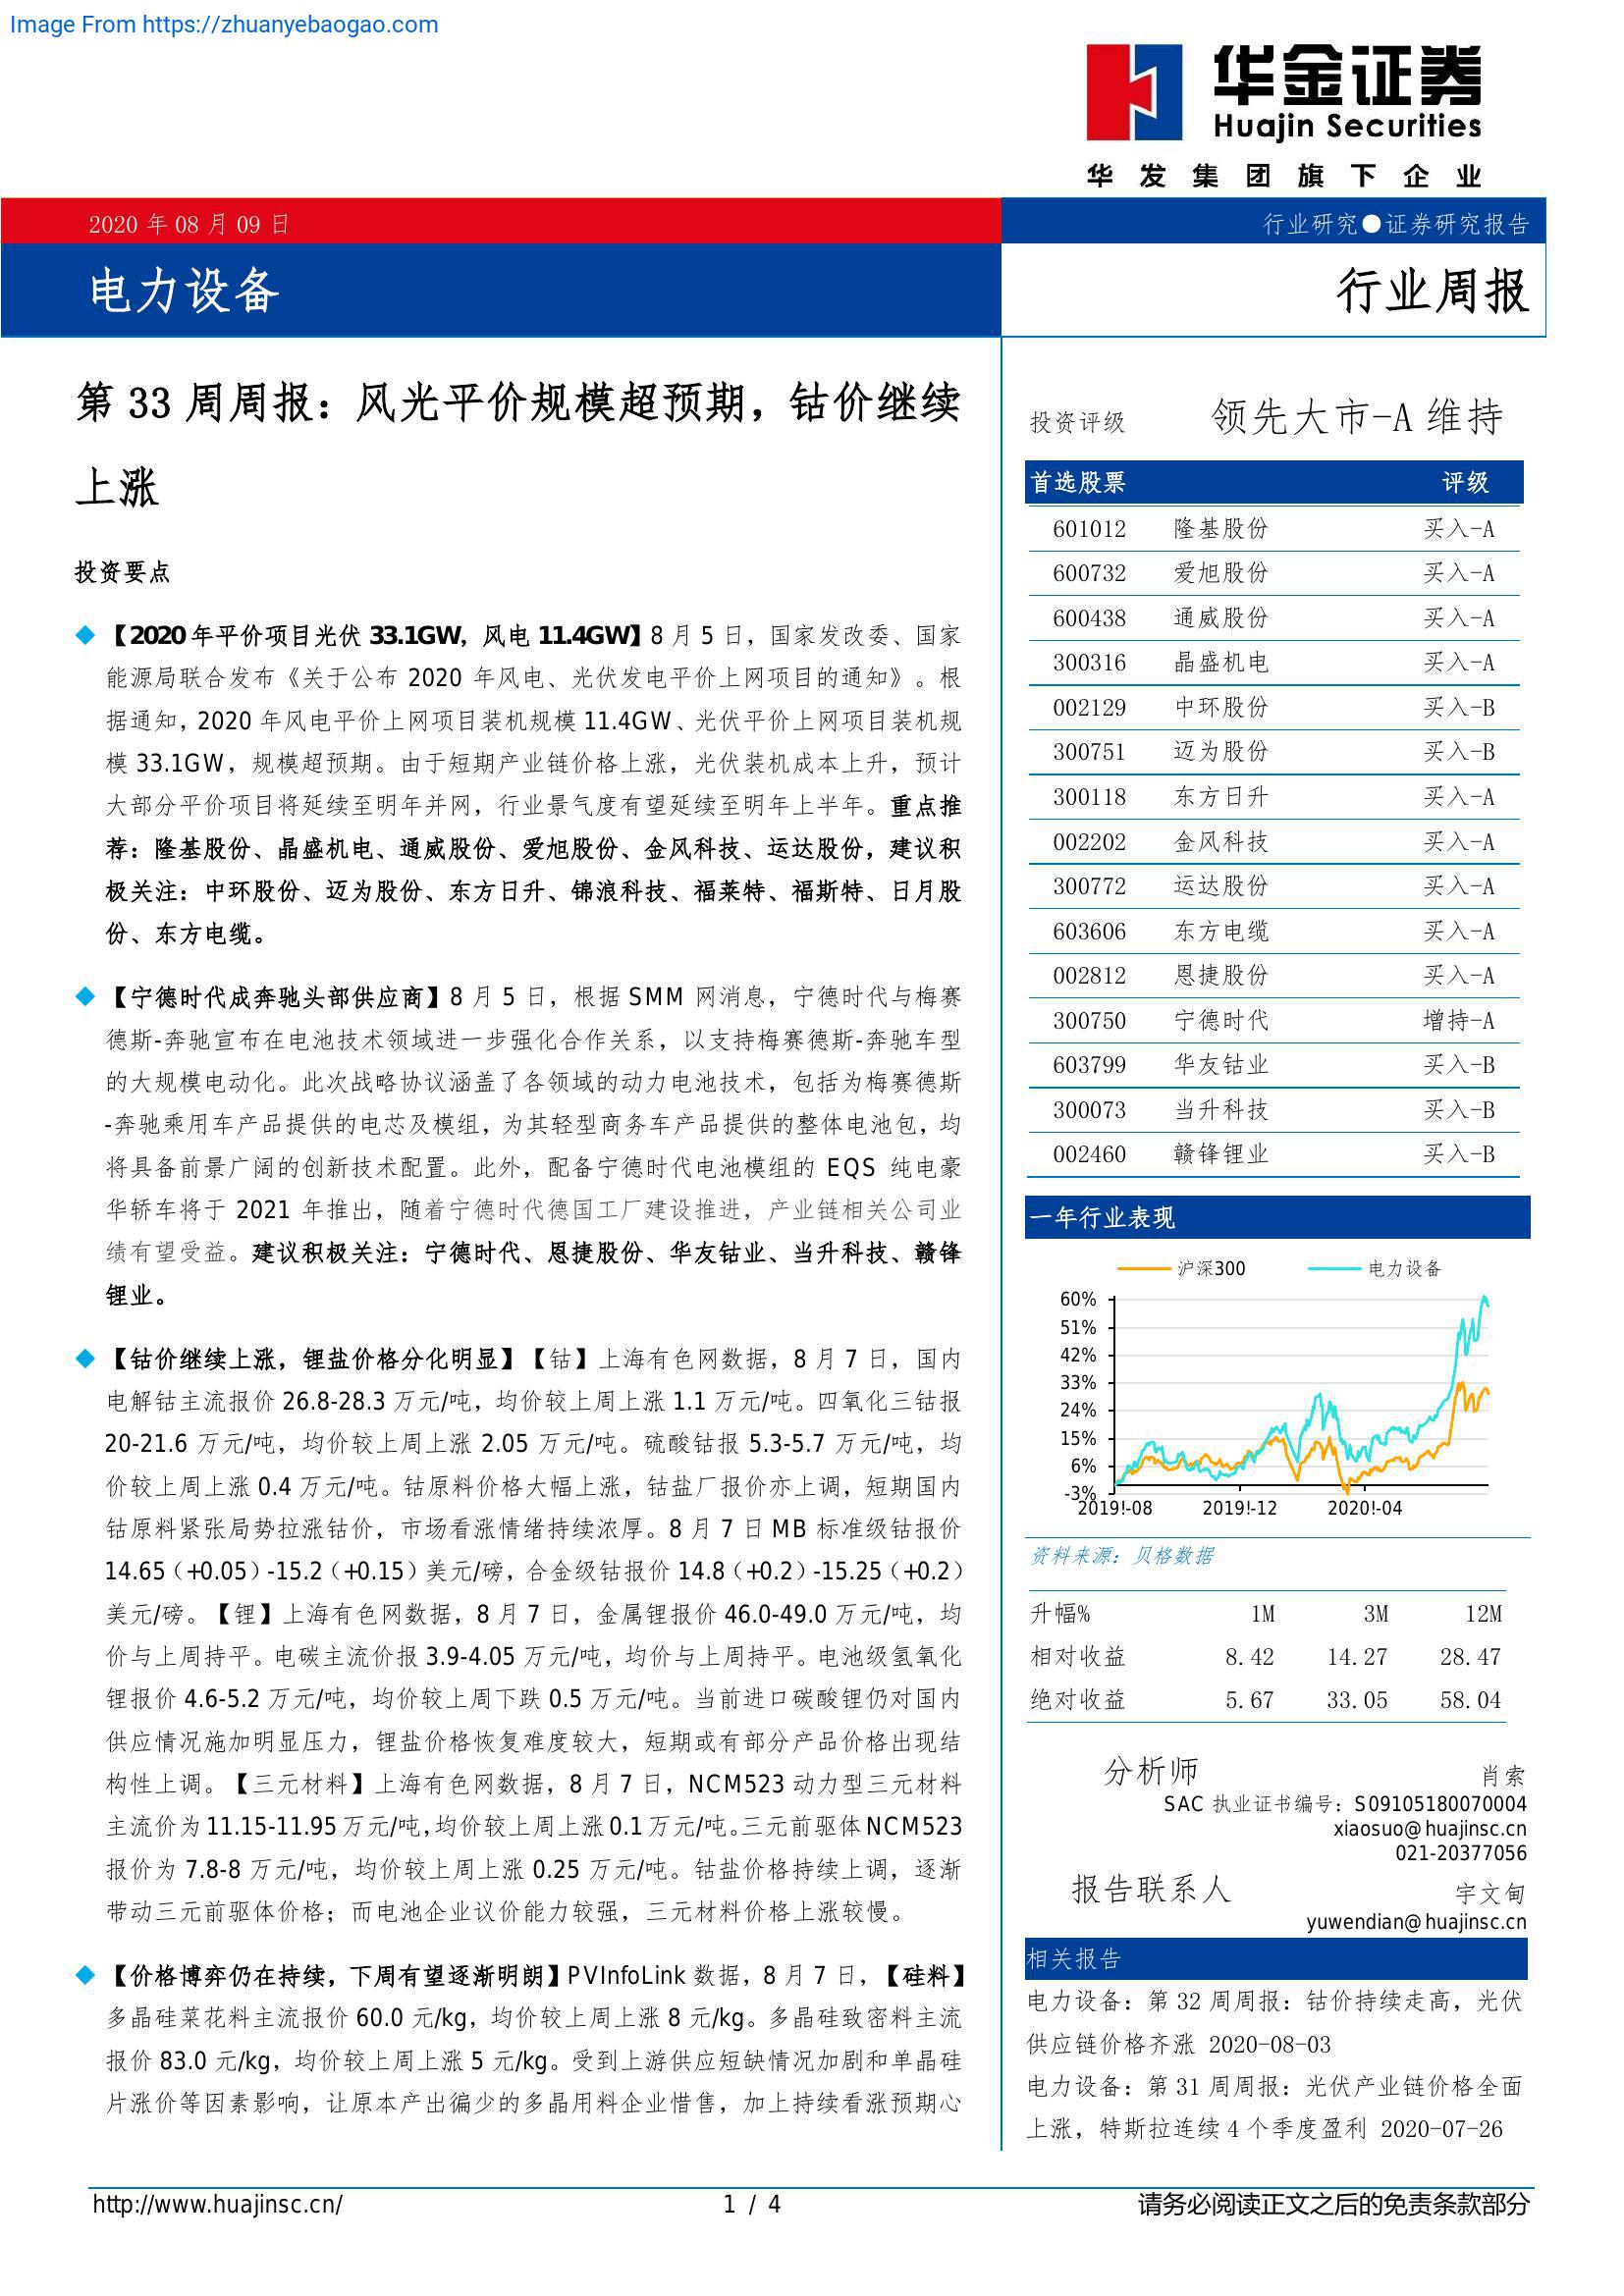 Image From https://zhuanyebaogao.com
华金证券
Huajin Securities
华发集团旗下企业
2020 年 08 月 09 日
行业研究●证券研究报告
电力设备
行业周报
第 33 周周报：风光平价规模超预期，钴价继续
上涨
投资要点
【2020年平价项目光伏 33.1GW，风电 11.4GW】8 月 5 日，国家发改委、国家
能源局联合发布《关于公布 2020 年风电、光伏发电平价上网项目的通知》。根
据通知，2020 年风电平价上网项目装机规模 11.4GW、光伏平价上网项目装机规
模 33.1GW，规模超预期。由于短期产业链价格上涨，光伏装机成本上升，预计
大部分平价项目将延续至明年并网，行业景气度有望延续至明年上半年。重点推
荐：隆基股份、晶盛机电、通威股份、爱旭股份、金风科技、运达股份，建议积
极关注：中环股份、迈为股份、东方日升、锦浪科技、福莱特、福斯特、日月股
份、东方电缆。
【宁德时代成奔驰头部供应商】8 月 5 日，根据 SMM 网消息，宁德时代与梅赛
德斯-奔驰宣布在电池技术领域进一步强化合作关系，以支持梅赛德斯-奔驰车型
的大规模电动化。此次战略协议涵盖了各领域的动力电池技术，包括为梅赛德斯
-奔驰乘用车产品提供的电芯及模组，为其轻型商务车产品提供的整体电池包，均
将具备前景广阔的创新技术配置。此外，配备宁德时代电池模组的 EQS 纯电豪
华轿车将于 2021 年推出，随着宁德时代德国工厂建设推进，产业链相关公司业
绩有望受益。建议积极关注：宁德时代、恩捷股份、华友钴业、当升科技、赣锋
锂业。
【钴价继续上涨，锂盐价格分化明显】【钴】上海有色网数据，8 月 7 日，国内
电解钴主流报价 26.8-28.3 万元/吨，均价较上周上涨 1.1 万元/吨。四氧化三钴报
20-21.6 万元/吨，均价较上周上涨 2.05 万元/吨。硫酸钴报 5.3-5.7 万元/吨，均
价较上周上涨 0.4 万元/吨。钴原料价格大幅上涨，钴盐厂报价亦上调，短期国内
钴原料紧张局势拉涨钴价，市场看涨情绪持续浓厚。8 月 7 日 MB 标准级钴报价
14.65（+0.05）-15.2（+0.15）美元/磅，合金级钴报价 14.8（+0.2）-15.25（+0.2）
美元/磅。【锂】上海有色网数据，8 月 7 日，金属锂报价 46.0-49.0 万元/吨，均
价与上周持平。电碳主流价报 3.9-4.05 万元/吨，均价与上周持平。电池级氢氧化
锂报价 4.6-5.2 万元/吨，均价较上周下跌 0.5 万元/吨。当前进口碳酸锂仍对国内
供应情况施加明显压力，锂盐价格恢复难度较大，短期或有部分产品价格出现结
构性上调。【三元材料】上海有色网数据，8 月 7 日，NCM523 动力型三元材料
主流价为 11.15-11.95 万元/吨，均价较上周上涨 0.1 万元/吨。三元前驱体 NCM523
报价为 7.8-8 万元/吨，均价较上周上涨 0.25 万元/吨。钴盐价格持续上调，逐渐
带动三元前驱体价格；而电池企业议价能力较强，三元材料价格上涨较慢。
【价格博弈仍在持续，下周有望逐渐明朗】PVInfoLink 数据，8 月 7 日，【硅料】
多晶硅菜花料主流报价 60.0 元/kg，均价较上周上涨 8 元/kg。多晶硅致密料主流
报价 83.0 元/kg，均价较上周上涨 5 元/kg。受到上游供应短缺情况加剧和单晶硅
片涨价等因素影响，让原本产出徧少的多晶用料企业惜售，加上持续看涨预期心
投资评级 领先大市-A 维持
首选股票 评级
601012 隆基股份 买入-A
600732 爱旭股份 买入-A
600438 通威股份 买入-A
300316 晶盛机电 买入-A
002129 中环股份 买入-B
300751 迈为股份 买入-B
300118 东方日升 买入-A
002202 金风科技 买入-A
300772 运达股份 买入-A
603606 东方电缆 买入-A
002812 恩捷股份 买入-A
300750 宁德时代 增持-A
603799 华友钴业 买入-B
300073 当升科技 买入-B
002460 赣锋锂业 买入-B
一年行业表现
沪深300 电力设备
60%
51%
42%
33%
24%
15%
6%
-3%
2019!-08 2019!-12 2020!-04
资料来源：贝格数据
升幅% 1M 3M 12M
相对收益 8.42 14.27 28.47
绝对收益 5.67 33.05 58.04
分析师 肖索
SAC 执业证书编号：S09105180070004
xiaosuo@huajinsc.cn
021-20377056
报告联系人 宇文甸
yuwendian@huajinsc.cn
相关报告
电力设备：第 32 周周报：钴价持续走高，光伏
供应链价格齐涨 2020-08-03
电力设备：第 31 周周报：光伏产业链价格全面
上涨，特斯拉连续 4 个季度盈利 2020-07-26
http://www.huajinsc.cn/ 1 / 4 请务必阅读正文之后的免责条款部分